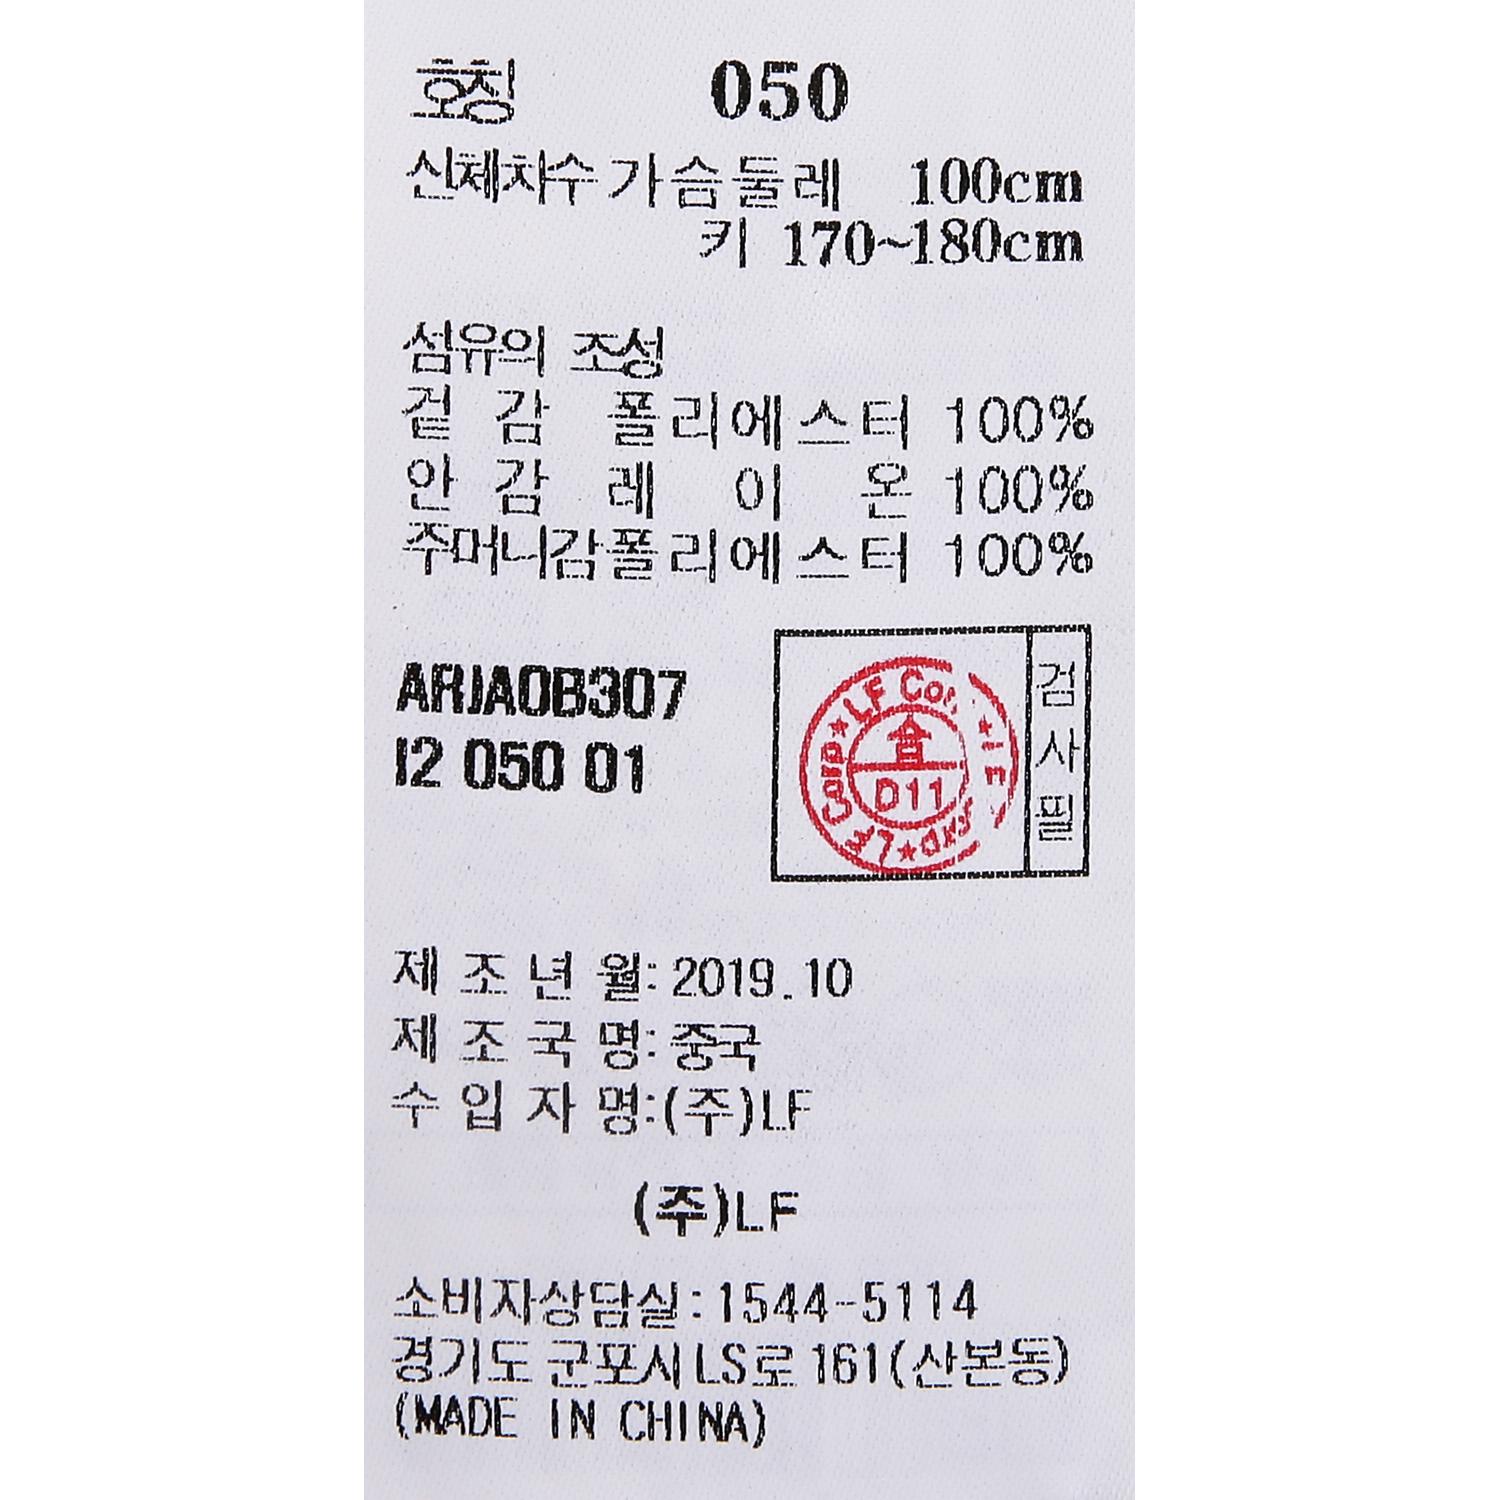 호칭 050
신체치수 가슴둘레 100cm
키 170~180cm
섬유의 조성
겉 감 폴리에스터 100%
안 감 레 이 온 100%
주머니감 폴리에스터 100%
ARJA0B307
I2 050 01
LF Corp ★ LF Corp ★
D11
검사필
제 조 년 월: 2019.10
제 조 국 명: 중국
수 입 자 명:(주)LF
(주)LF
소비자상담실: 1544-5114
경기도 군포시 LS로 161(산본동)
(MADE IN CHINA)